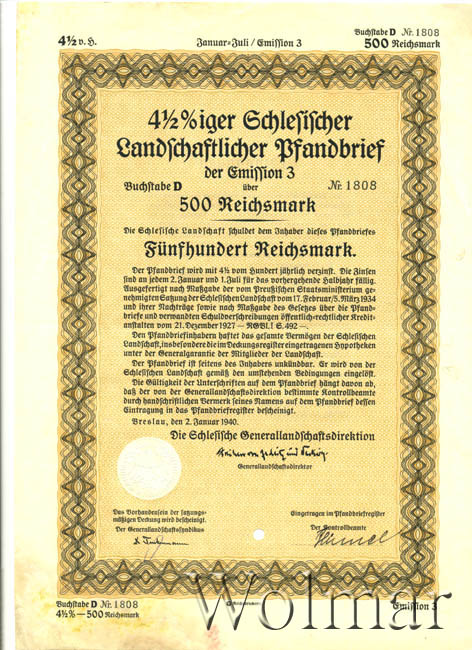 4½ v. H.
Januar=Juli / Emission 3
Buchstabe D Nr. 1808
500 Reichsmark
4½%iger Schlesischer
Landschaftlicher Pfandbrief
der Emission 3
Buchstabe D über Nr. 1808
500 Reichsmark
Die Schlesische Landschaft schuldet dem Inhaber dieses Pfandbriefes
Fünfhundert Reichsmark.
Der Pfandbrief wird mit 4½ vom Hundert jährlich verzinst. Die Zinsen
sind an jedem 2. Januar und 1. Juli für das vorhergehende Halbjahr fällig.
Ausgefertigt nach Maßgabe der vom Preußischen Staatsministerium ge=
nehmigten Satzung der Schlesischen Landschaft vom 17. Februar/5. März 1934
und ihrer Nachträge sowie nach Maßgabe des Gesetzes über die Pfand=
briefe und verwandten Schuldverschreibungen öffentlich=rechtlicher Kredit=
anstalten vom 21. Dezember 1927 — RGBl. I S. 492 —.
Den Pfandbriefinhabern haftet das gesamte Vermögen der Schlesischen
Landschaft, insbesondere die im Deckungsregister eingetragenen Hypotheken
unter der Generalgarantie der Mitglieder der Landschaft.
Der Pfandbrief ist seitens des Inhabers unkündbar. Er wird von der
Schlesischen Landschaft gemäß den umstehenden Bedingungen eingelöst.
Die Gültigkeit der Unterschriften auf dem Pfandbrief hängt davon ab,
daß der von der Generallandschaftsdirektion bestimmte Kontrollbeamte
durch handschriftlichen Vermerk seines Namens auf dem Pfandbrief dessen
Eintragung in das Pfandbriefregister bescheinigt.
Breslau, den 2. Januar 1940.
Die Schlesische Generallandschaftsdirektion
Generallandschaftsdirektor
Das Vorhandensein der satzungs=
mäßigen Deckung wird bescheinigt.
Der Generallandschaftssyndikus
Eingetragen im Pfandbriefregister
Der Kontrollbeamte
Buchstabe D Nr. 1808
4½% — 500 Reichsmark
Emission 3
Wolmar